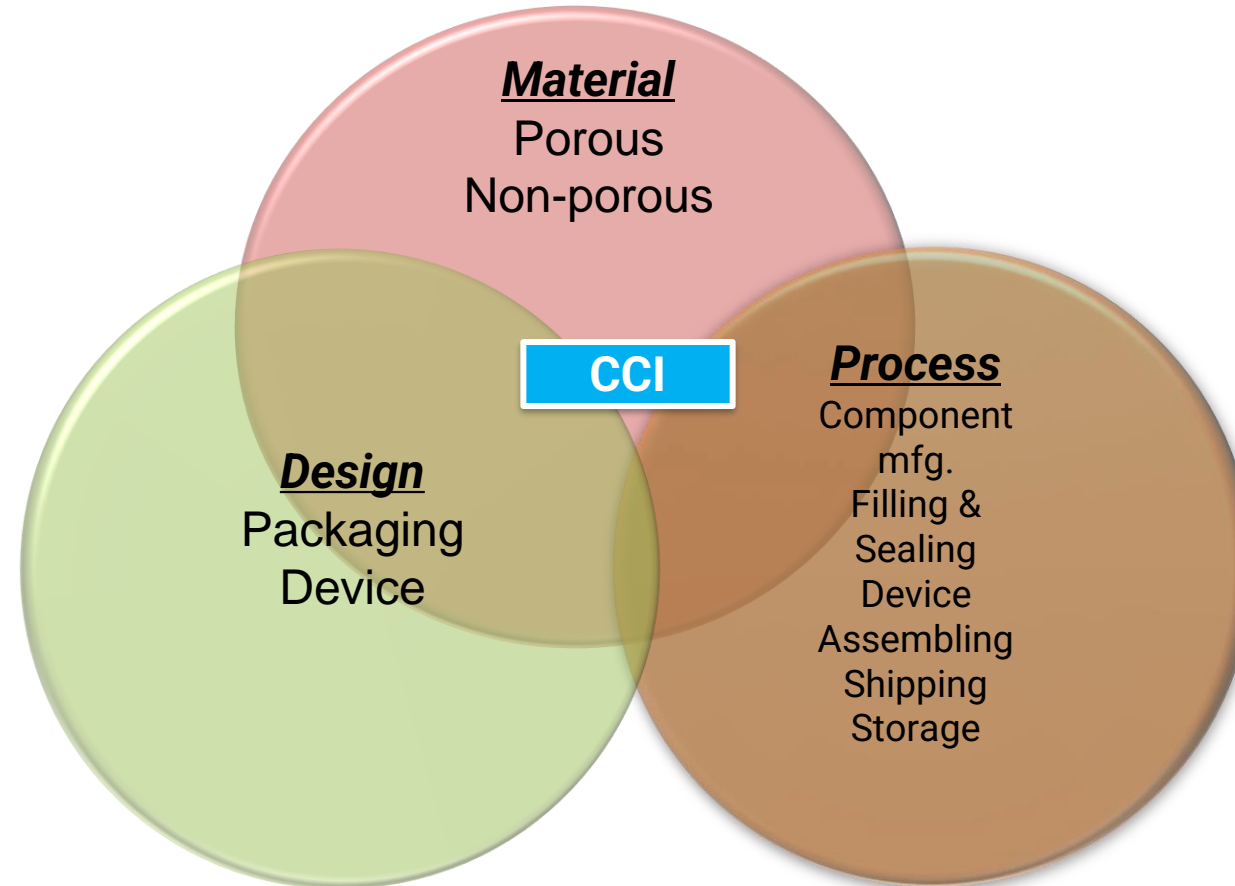 Material
Porous
Non-porous
CCI
Design
Packaging
Device
Process
Component
mfg.
Filling &
Sealing
Device
Assembling
Shipping
Storage